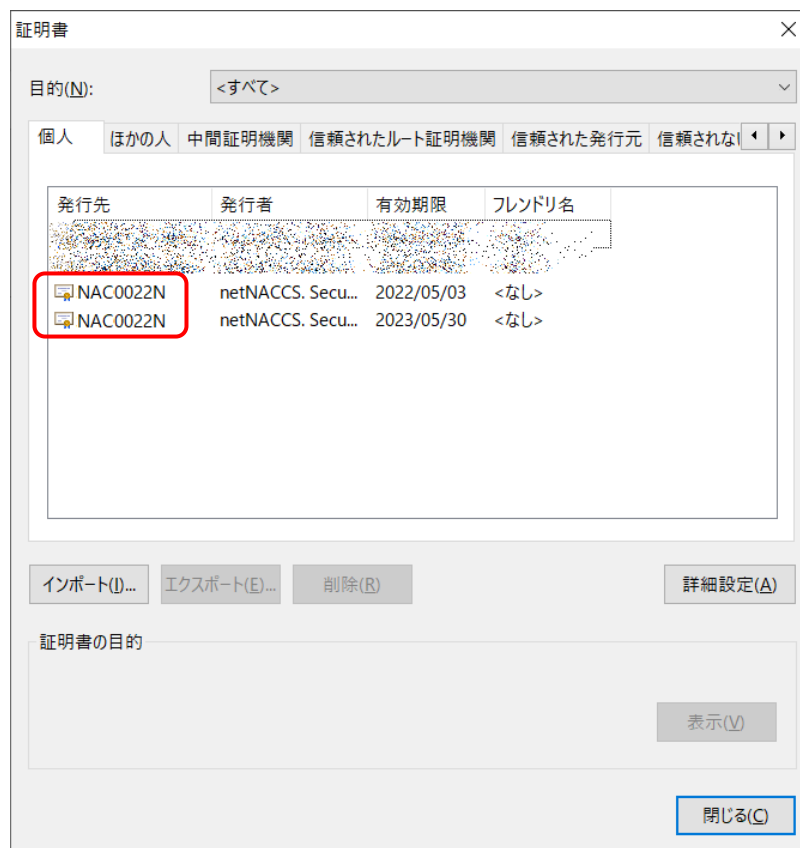 証明書
目的(N): <すべて>
個人 ほかの人 中間証明機関 信頼されたルート証明機関 信頼された発行元 信頼されな
発行先 発行者 有効期限 フレンドリ名
NAC0022N netNACCS. Secu... 2022/05/03 <なし>
NAC0022N netNACCS. Secu... 2023/05/30 <なし>
インポート(I)... エクスポート(E)... 削除(R) 詳細設定(A)
証明書の目的
表示(V)
閉じる(C)